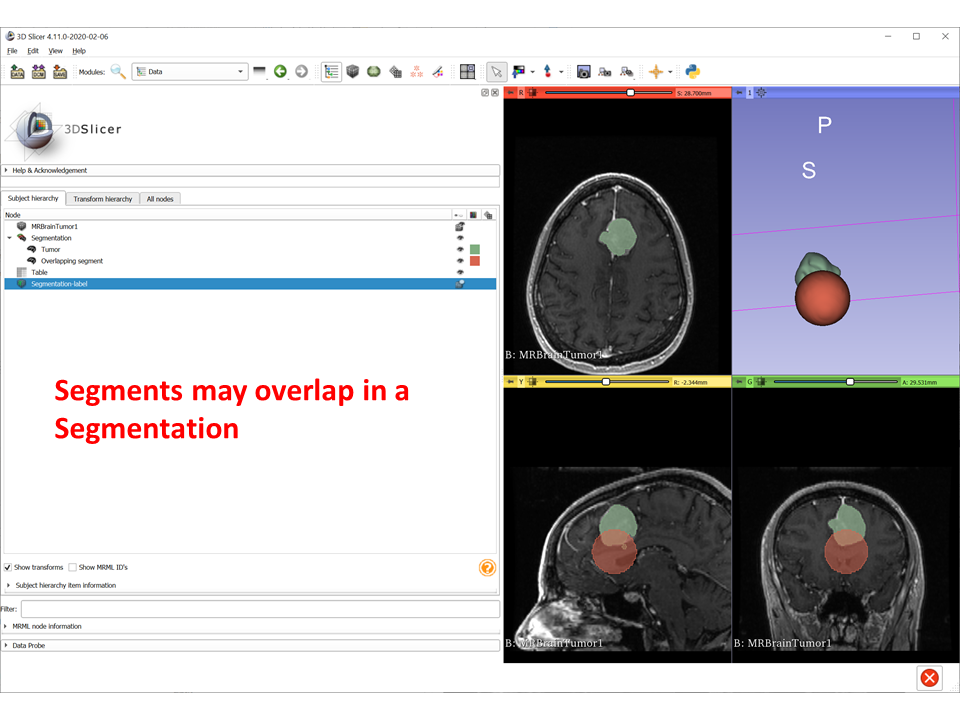 3D Slicer 4.11.0-2020-02-06
File Edit View Help
DATA DCM SAVE Modules: Data
3DSlicer
Help & Acknowledgement
Subject hierarchy Transform hierarchy All nodes
Node
MRBrainTumor1
Segmentation
Tumor
Overlapping segment
Table
Segmentation-label
Segments may overlap in a
Segmentation
Show transforms Show MRML ID's
Subject hierarchy item information
Filter:
MRML node information
Data Probe
R S: 28.700mm
B: MRBrainTumor1
1
P
S
Y R: -2.344mm
B: MRBrainTumor1
G A: 29.531mm
B: MRBrainTumor1